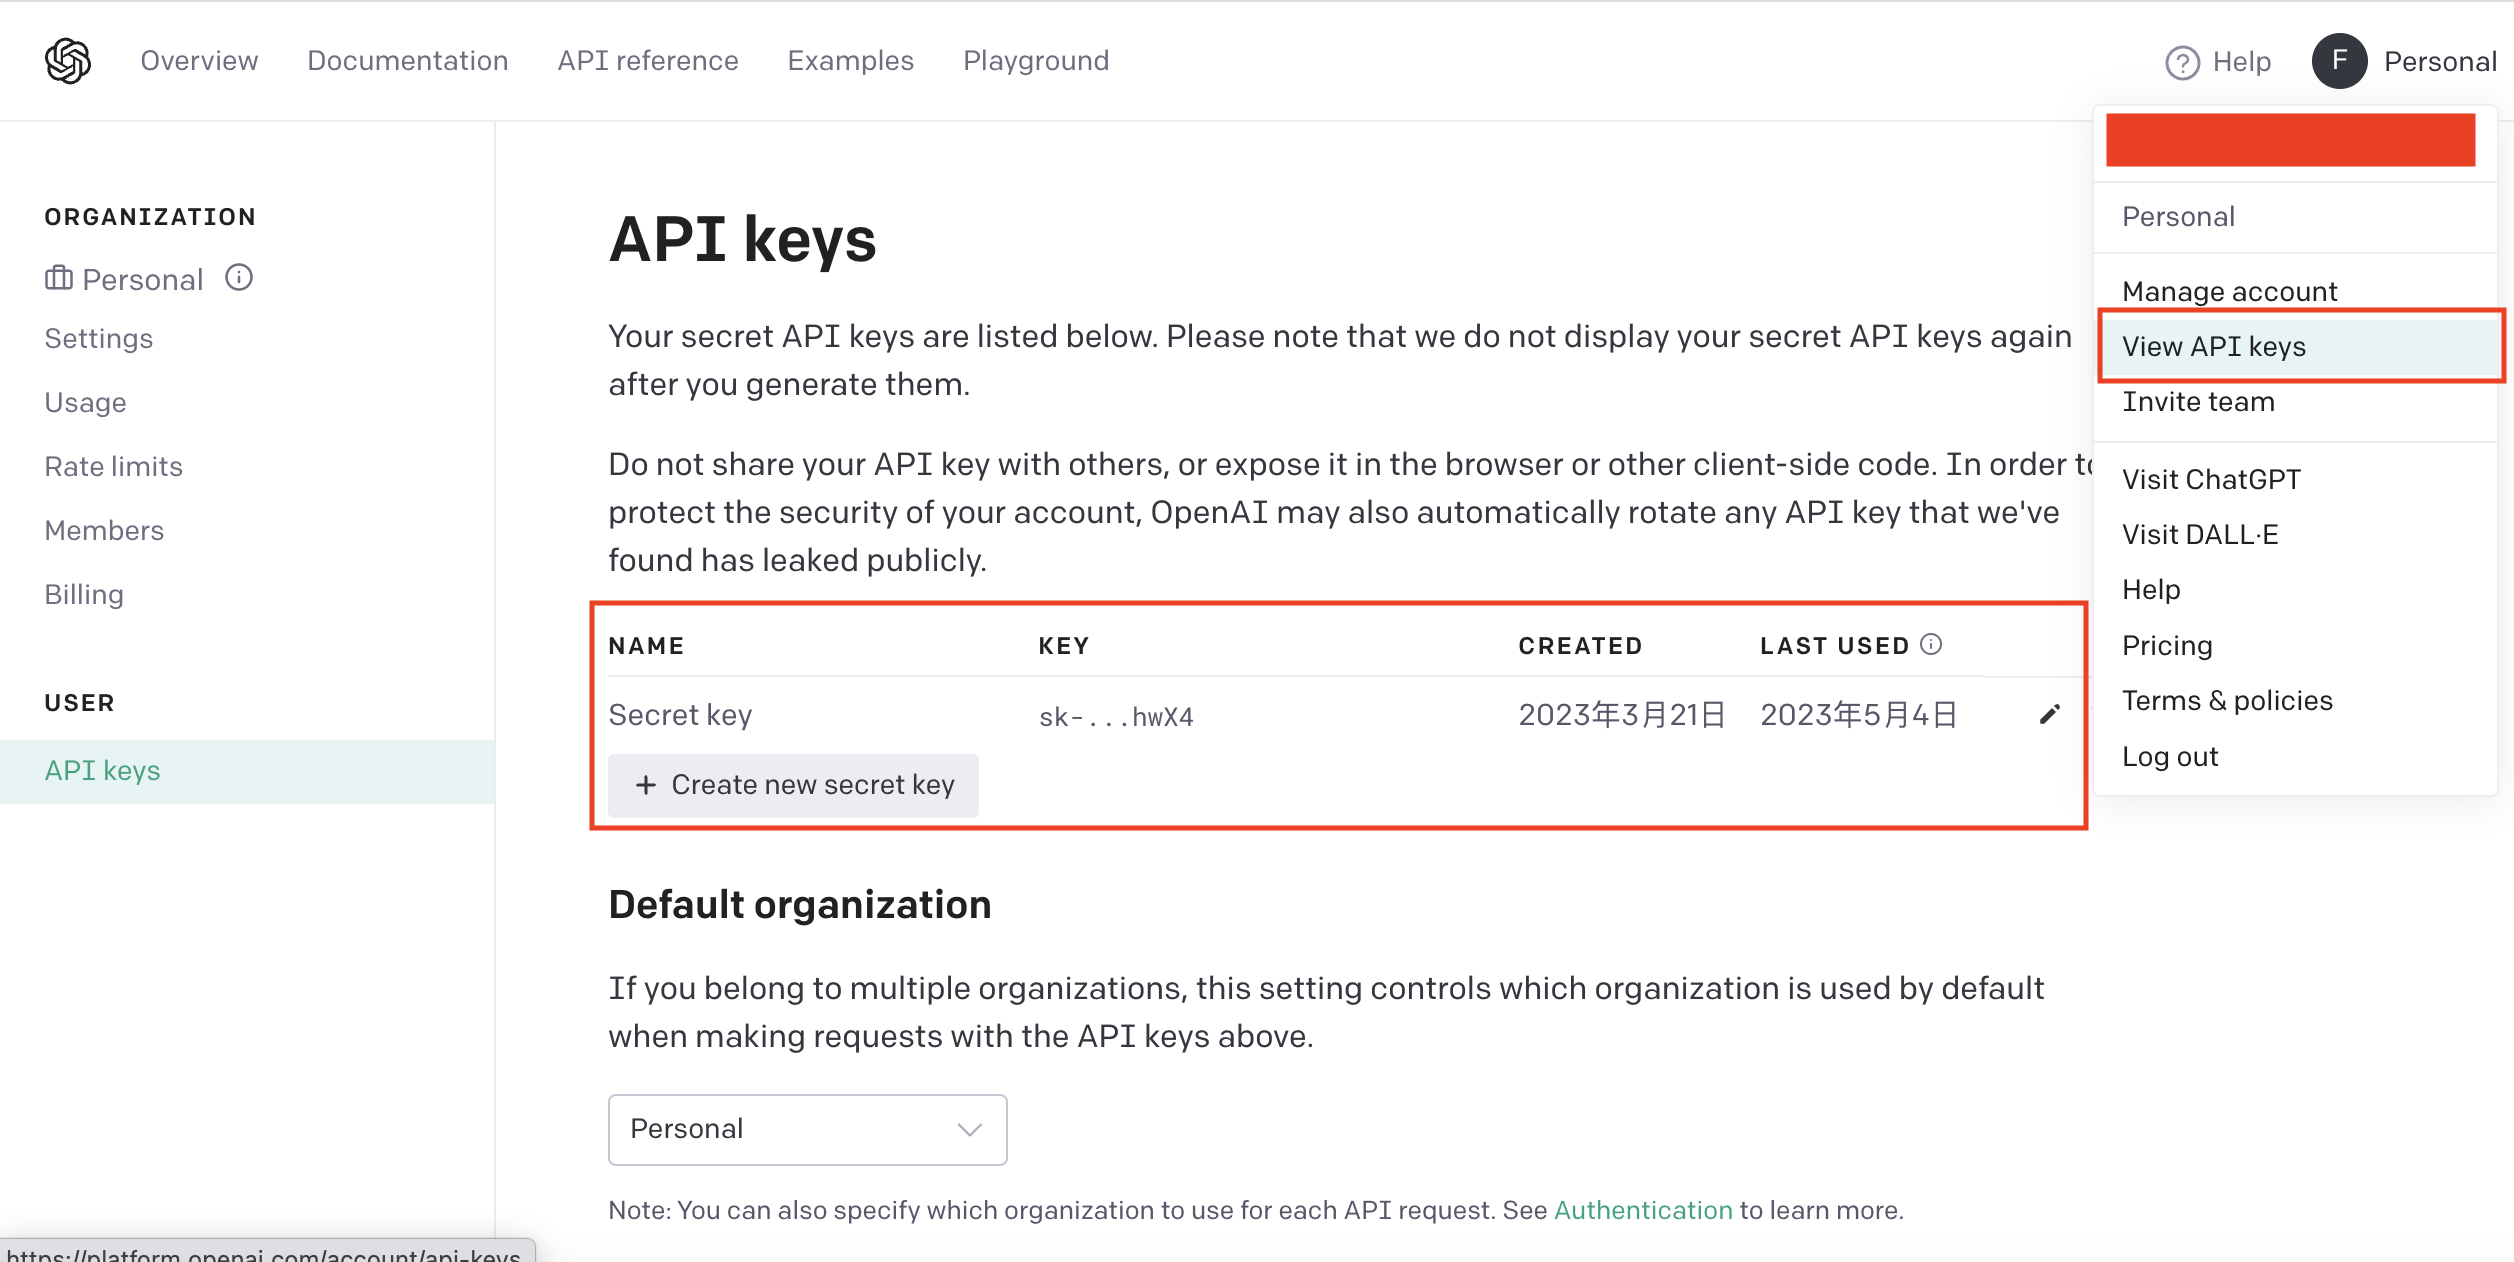 Overview Documentation API reference Examples Playground
Help F Personal
ORGANIZATION
Personal
Settings
Usage
Rate limits
Members
Billing
USER
API keys
API keys
Your secret API keys are listed below. Please note that we do not display your secret API keys again
after you generate them.
Do not share your API key with others, or expose it in the browser or other client-side code. In order to
protect the security of your account, OpenAI may also automatically rotate any API key that we've
found has leaked publicly.
NAME KEY CREATED LAST USED
Secret key sk-...hwX4 2023年3月21日 2023年5月4日
+ Create new secret key
Default organization
If you belong to multiple organizations, this setting controls which organization is used by default
when making requests with the API keys above.
Personal
Note: You can also specify which organization to use for each API request. See Authentication to learn more.
Personal
Manage account
View API keys
Invite team
Visit ChatGPT
Visit DALL·E
Help
Pricing
Terms & policies
Log out
https://platform.openai.com/account/api-keys